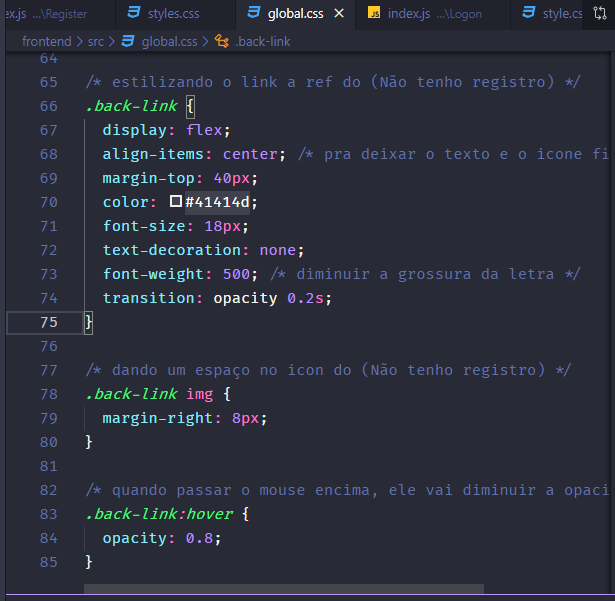 ex.js ...\Register styles.css global.css × JS index.js ...\Logon style.cs
frontend > src > global.css > .back-link
64
65 /* estilizando o link a ref do (Não tenho registro) */
66 .back-link {
67 display: flex;
68 align-items: center; /* pra deixar o texto e o icone fi
69 margin-top: 40px;
70 color: #41414d;
71 font-size: 18px;
72 text-decoration: none;
73 font-weight: 500; /* diminuir a grossura da letra */
74 transition: opacity 0.2s;
75 }
76
77 /* dando um espaço no icon do (Não tenho registro) */
78 .back-link img {
79 margin-right: 8px;
80 }
81
82 /* quando passar o mouse encima, ele vai diminuir a opaci
83 .back-link:hover {
84 opacity: 0.8;
85 }